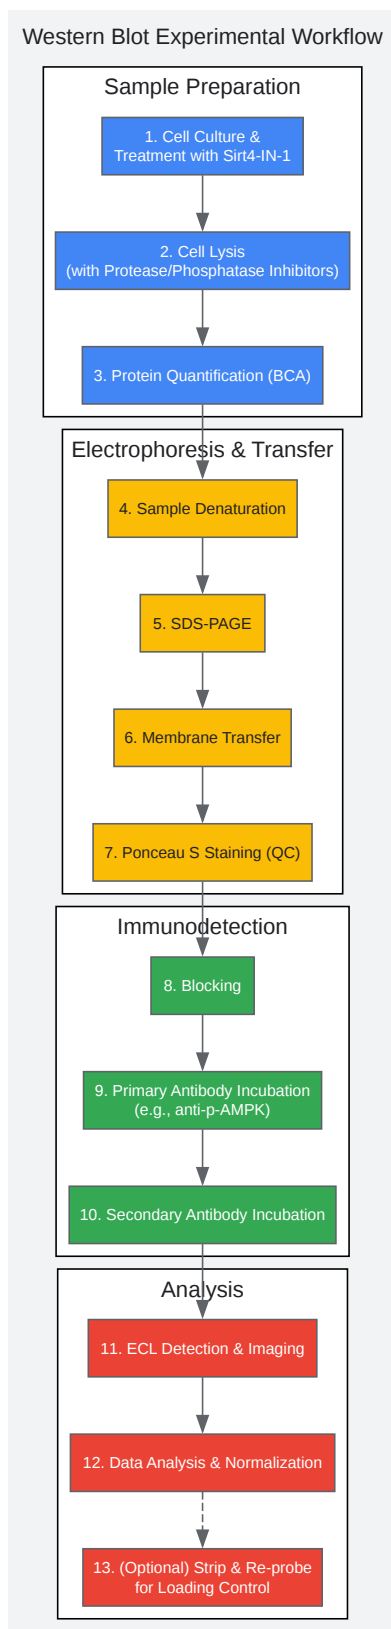 Western Blot Experimental Workflow
Sample Preparation
1. Cell Culture &
Treatment with Sirt4-IN-1
2. Cell Lysis
(with Protease/Phosphatase Inhibitors)
3. Protein Quantification (BCA)
Electrophoresis & Transfer
4. Sample Denaturation
5. SDS-PAGE
6. Membrane Transfer
7. Ponceau S Staining (QC)
Immunodetection
8. Blocking
9. Primary Antibody Incubation
(e.g., anti-p-AMPK)
10. Secondary Antibody Incubation
Analysis
11. ECL Detection & Imaging
12. Data Analysis & Normalization
13. (Optional) Strip & Re-probe
for Loading Control